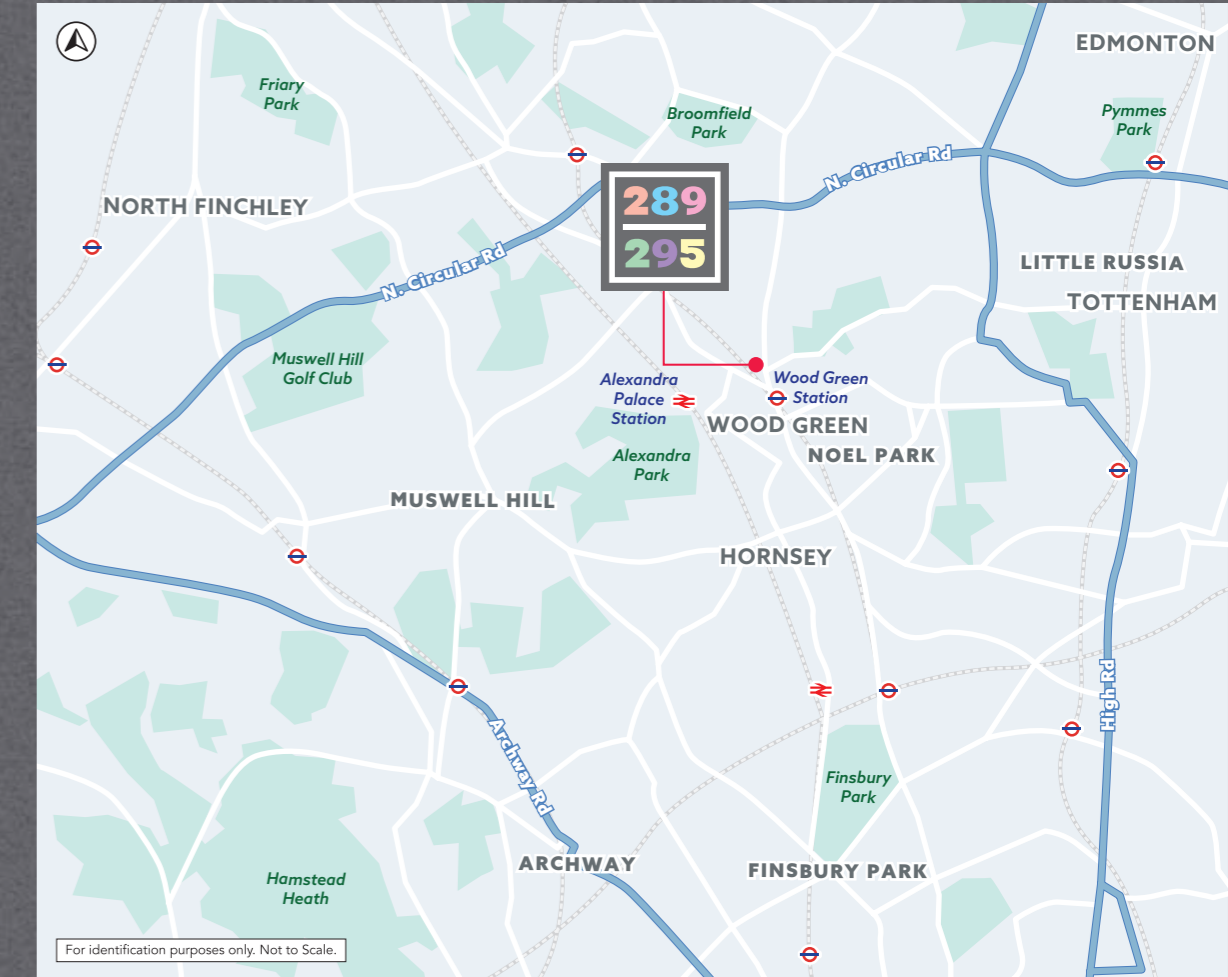 EDMONTON
Friary
Park
Broomfield
Park
Pymmes
Park
N. Circular Rd
289
295
NORTH FINCHLEY
N. Circular Rd
LITTLE RUSSIA
TOTTENHAM
Muswell Hill
Golf Club
Alexandra
Palace
Station
Wood Green
Station
WOOD GREEN
NOEL PARK
Alexandra
Park
MUSWELL HILL
HORNSEY
High Rd
Archway Rd
Finsbury
Park
ARCHWAY
FINSBURY PARK
Hamstead
Heath
For identification purposes only. Not to Scale.